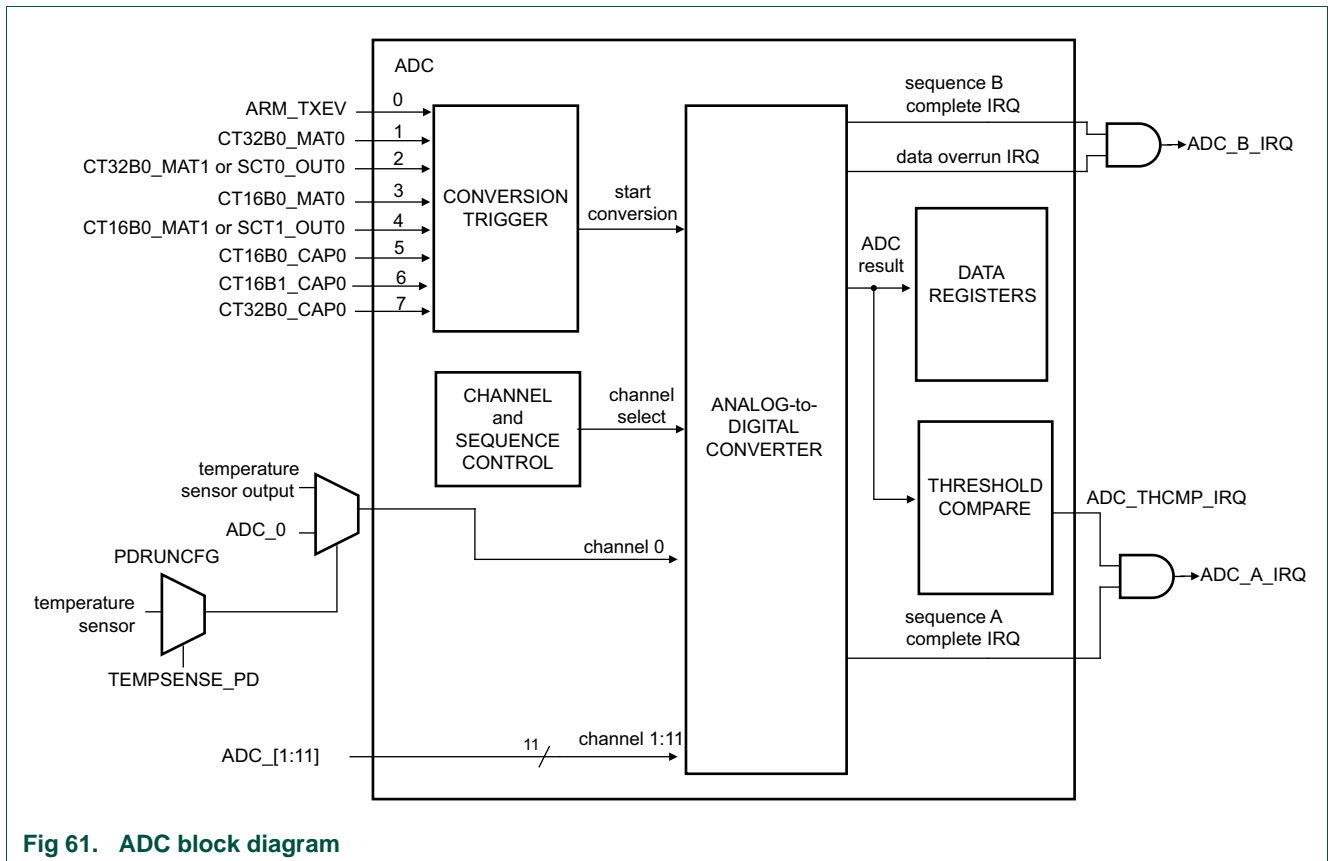 ADC
ARM_TXEV
0
CT32B0_MAT0
1
CT32B0_MAT1 or SCT0_OUT0
2
CT16B0_MAT0
3
CT16B0_MAT1 or SCT1_OUT0
4
CT16B0_CAP0
5
CT16B1_CAP0
6
CT32B0_CAP0
7
CONVERSION
TRIGGER
start
conversion
CHANNEL
and
SEQUENCE
CONTROL
channel
select
ANALOG-to-
DIGITAL
CONVERTER
sequence B
complete IRQ
data overrun IRQ
ADC_B_IRQ
ADC
result
DATA
REGISTERS
THRESHOLD
COMPARE
ADC_THCMP_IRQ
ADC_A_IRQ
sequence A
complete IRQ
temperature
sensor output
ADC_0
channel 0
PDRUNCFG
temperature
sensor
TEMPSENSE_PD
ADC_[1:11]
11
channel 1:11
Fig 61. ADC block diagram